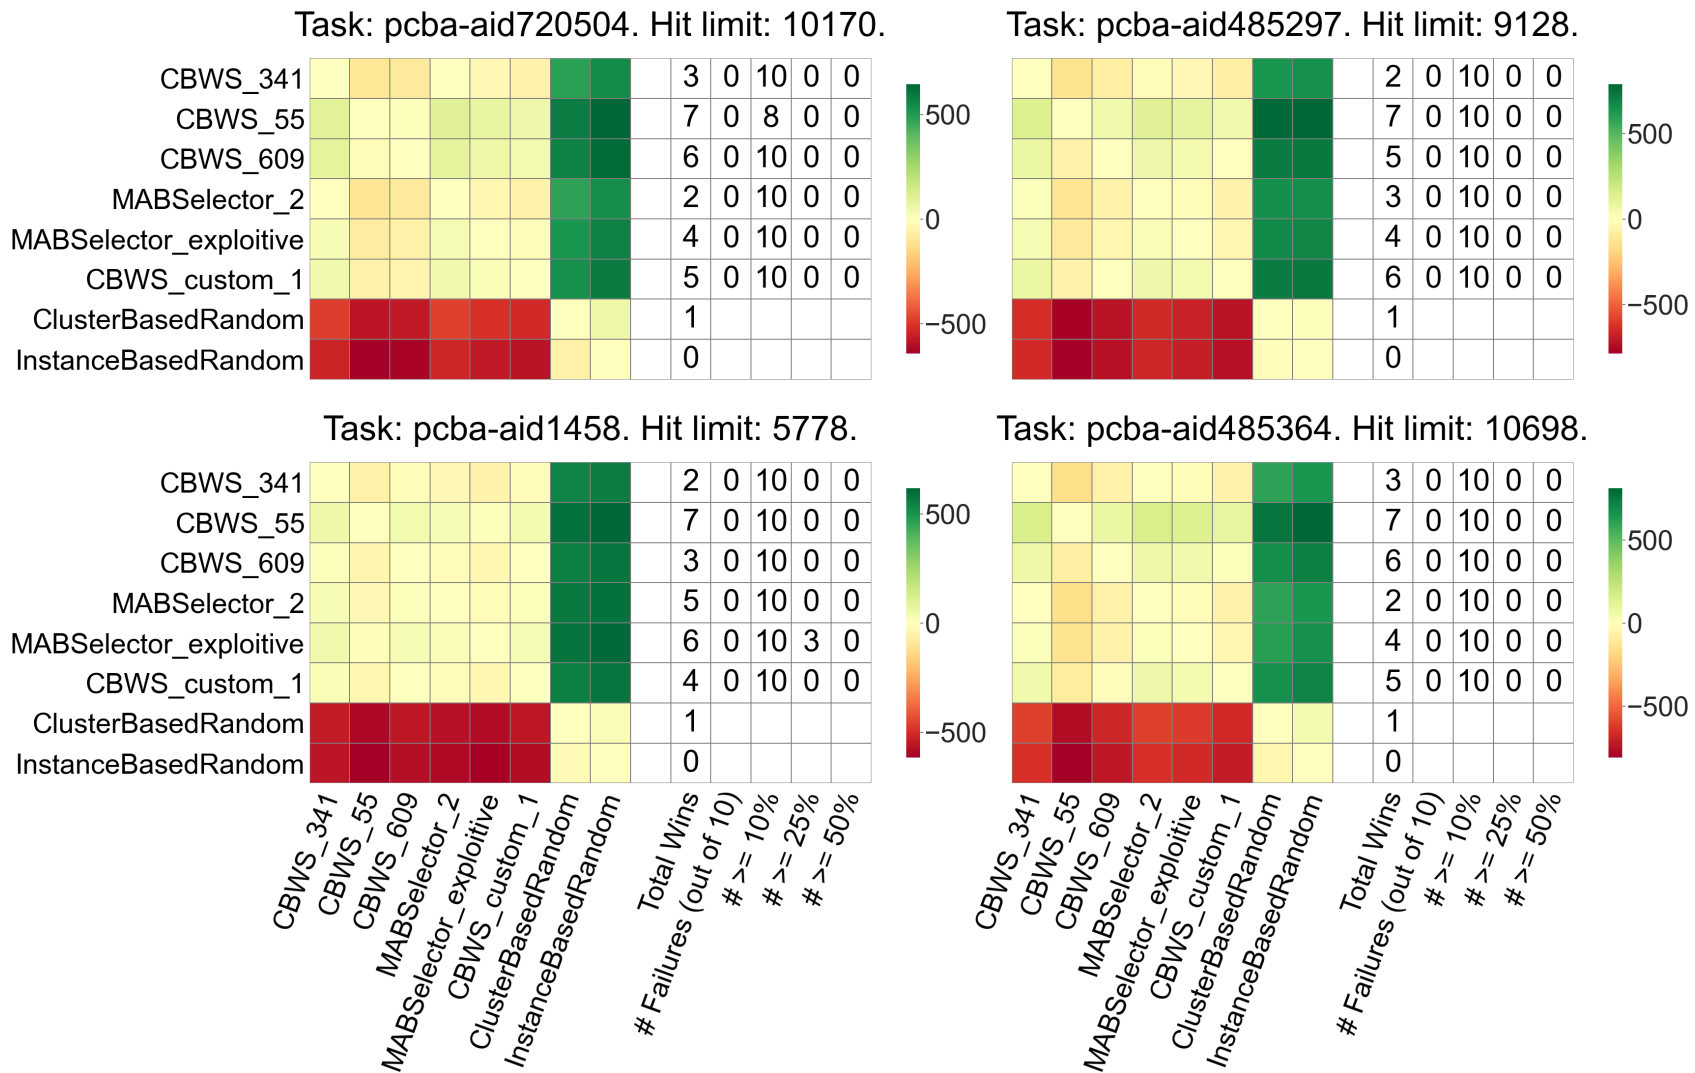 Task: pcba-aid720504. Hit limit: 10170.
CBWS_341 3 0 10 0 0
CBWS_55 7 0 8 0 0
CBWS_609 6 0 10 0 0
MABSelector_2 2 0 10 0 0
MABSelector_exploitive 4 0 10 0 0
CBWS_custom_1 5 0 10 0 0
ClusterBasedRandom 1
InstanceBasedRandom 0
500
0
−500
Task: pcba-aid485297. Hit limit: 9128.
2 0 10 0 0
7 0 10 0 0
5 0 10 0 0
3 0 10 0 0
4 0 10 0 0
6 0 10 0 0
1
0
500
0
−500
Task: pcba-aid1458. Hit limit: 5778.
CBWS_341 2 0 10 0 0
CBWS_55 7 0 10 0 0
CBWS_609 3 0 10 0 0
MABSelector_2 5 0 10 0 0
MABSelector_exploitive 6 0 10 3 0
CBWS_custom_1 4 0 10 0 0
ClusterBasedRandom 1
InstanceBasedRandom 0
500
0
−500
CBWS_341
CBWS_55
CBWS_609
MABSelector_2
MABSelector_exploitive
CBWS_custom_1
ClusterBasedRandom
InstanceBasedRandom
Total Wins
# Failures (out of 10)
# >= 10%
# >= 25%
# >= 50%
Task: pcba-aid485364. Hit limit: 10698.
3 0 10 0 0
7 0 10 0 0
6 0 10 0 0
2 0 10 0 0
4 0 10 0 0
5 0 10 0 0
1
0
500
0
−500
CBWS_341
CBWS_55
CBWS_609
MABSelector_2
MABSelector_exploitive
CBWS_custom_1
ClusterBasedRandom
InstanceBasedRandom
Total Wins
# Failures (out of 10)
# >= 10%
# >= 25%
# >= 50%